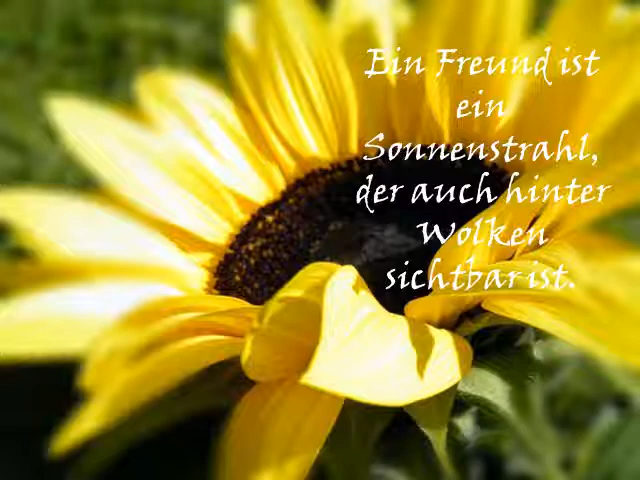 Ein Freund ist
ein
Sonnenstrahl,
der auch hinter
Wolken
sichtbar ist.